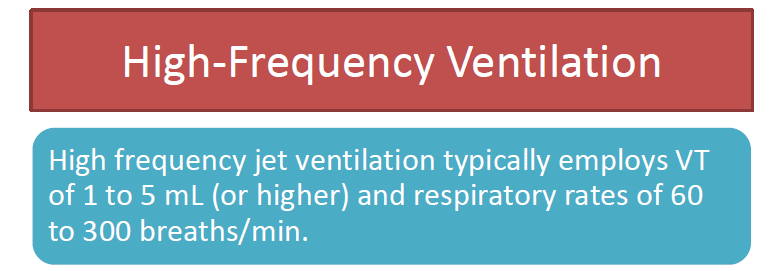 High-Frequency Ventilation
High frequency jet ventilation typically employs VT
of 1 to 5 mL (or higher) and respiratory rates of 60
to 300 breaths/min.